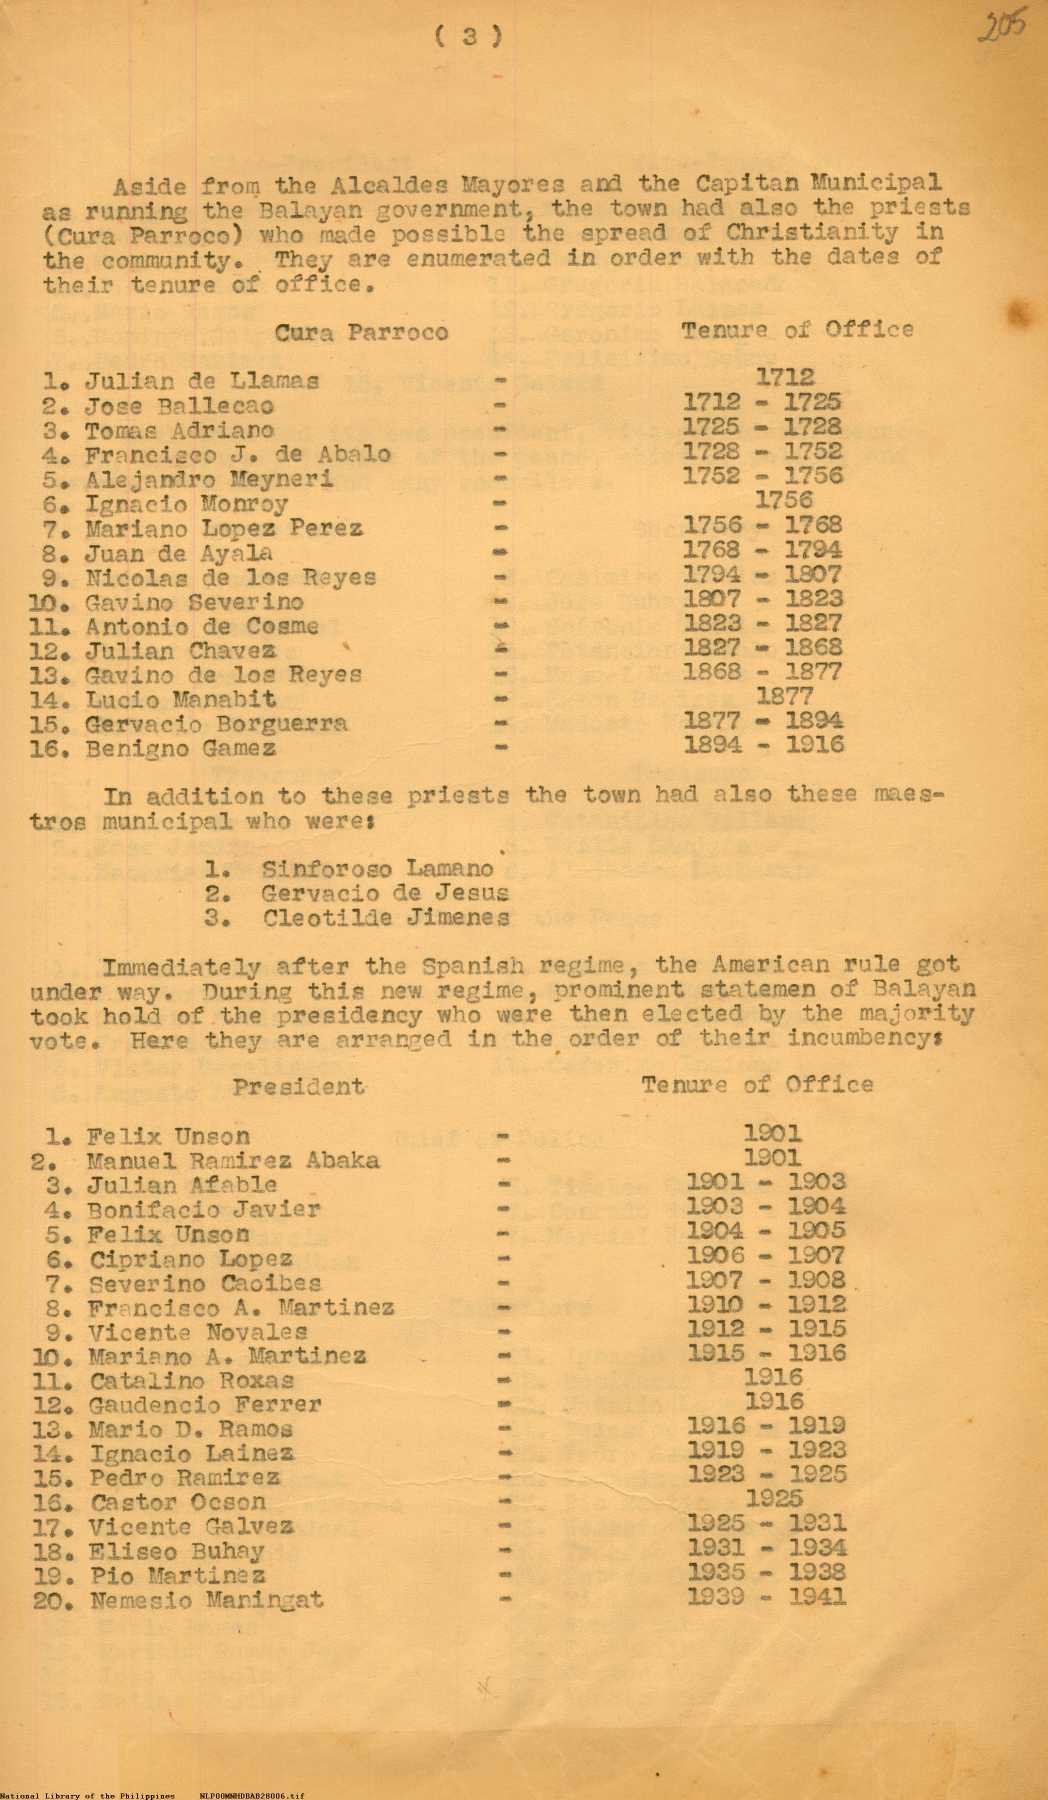 ( 3 )
205
Aside from the Alcaldes Mayores and the Capitan Municipal
as running the Balayan government, the town had also the priests
(Cura Parroco) who made possible the spread of Christianity in
the community. They are enumerated in order with the dates of
their tenure of office.
Cura Parroco Tenure of Office
1. Julian de Llamas - 1712
2. Jose Ballecao - 1712 - 1725
3. Tomas Adriano - 1725 - 1728
4. Francisco J. de Abalo - 1728 - 1752
5. Alejandro Meyneri - 1752 - 1756
6. Ignacio Monroy - 1756
7. Mariano Lopez Perez - 1756 - 1768
8. Juan de Ayala - 1768 - 1794
9. Nicolas de los Reyes - 1794 - 1807
10. Gavino Severino - 1807 - 1823
11. Antonio de Cosme - 1823 - 1827
12. Julian Chavez - 1827 - 1868
13. Gavino de los Reyes - 1868 - 1877
14. Lucio Manabit - 1877
15. Gervacio Borguerra - 1877 - 1894
16. Benigno Gamez - 1894 - 1916
In addition to these priests the town had also these maes-
tros municipal who were:
1. Sinforoso Lamano
2. Gervacio de Jesus
3. Cleotilde Jimenes
Immediately after the Spanish regime, the American rule got
under way. During this new regime, prominent statemen of Balayan
took hold of the presidency who were then elected by the majority
vote. Here they are arranged in the order of their incumbency:
President Tenure of Office
1. Felix Unson - 1901
2. Manuel Ramirez Abaka - 1901
3. Julian Afable - 1901 - 1903
4. Bonifacio Javier - 1903 - 1904
5. Felix Unson - 1904 - 1905
6. Cipriano Lopez - 1906 - 1907
7. Severino Caoibes - 1907 - 1908
8. Francisco A. Martinez - 1910 - 1912
9. Vicente Novales - 1912 - 1915
10. Mariano A. Martinez - 1915 - 1916
11. Catalino Roxas - 1916
12. Gaudencio Ferrer - 1916
13. Mario D. Ramos - 1916 - 1919
14. Ignacio Lainez - 1919 - 1923
15. Pedro Ramirez - 1923 - 1925
16. Castor Ocson - 1925
17. Vicente Galvez - 1925 - 1931
18. Eliseo Buhay - 1931 - 1934
19. Pio Martinez - 1935 - 1938
20. Nemesio Maningat - 1939 - 1941
National Library of the Philippines NLP00MNHDBAB28006.tif